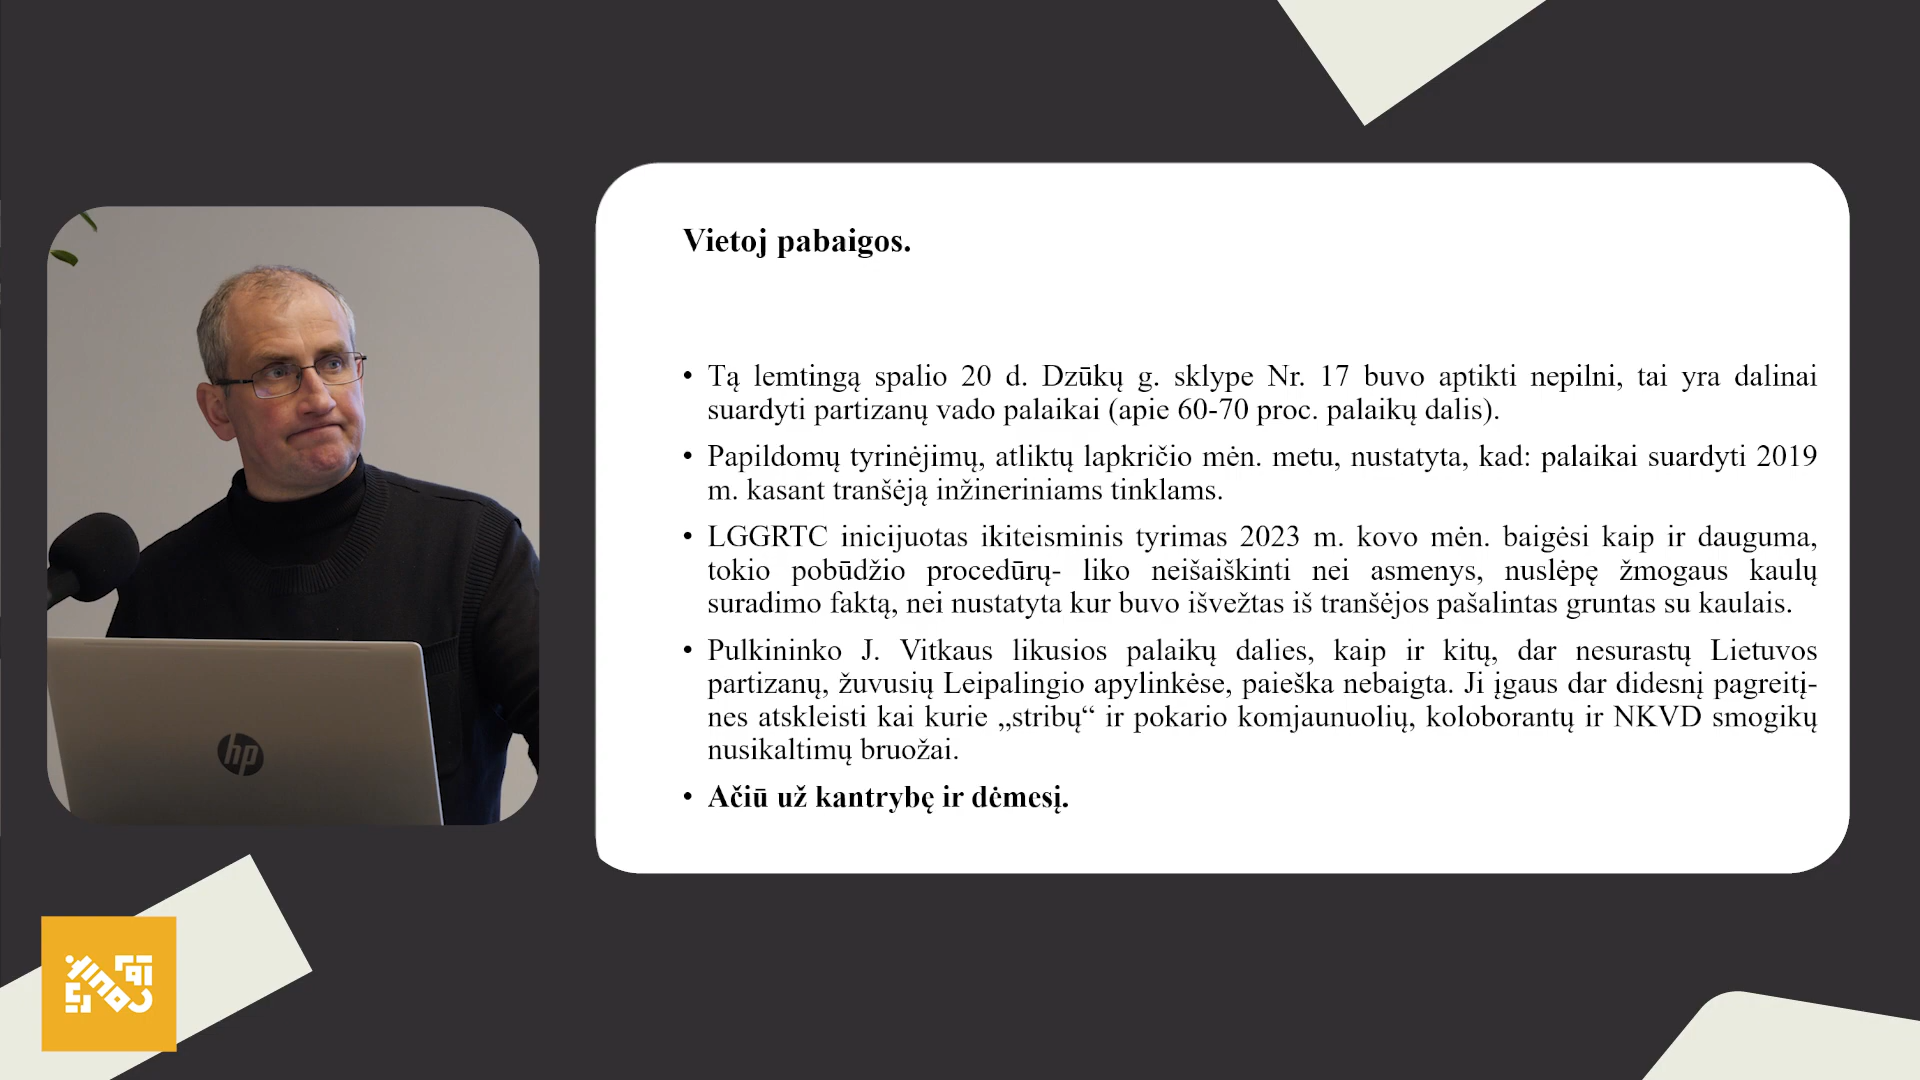 Vietoj pabaigos.
• Tą lemtingą spalio 20 d. Dzūkų g. sklype Nr. 17 buvo aptikti nepilni, tai yra dalinai
suardyti partizanų vado palaikai (apie 60-70 proc. palaikų dalis).
• Papildomų tyrinėjimų, atliktų lapkričio mėn. metu, nustatyta, kad: palaikai suardyti 2019
m. kasant tranšėją inžineriniams tinklams.
• LGGRTC inicijuotas ikiteisminis tyrimas 2023 m. kovo mėn. baigėsi kaip ir dauguma,
tokio pobūdžio procedūrų- liko neišaiškinti nei asmenys, nuslėpę žmogaus kaulų
suradimo faktą, nei nustatyta kur buvo išvežtas iš tranšėjos pašalintas gruntas su kaulais.
• Pulkininko J. Vitkaus likusios palaikų dalies, kaip ir kitų, dar nesurastų Lietuvos
partizanų, žuvusių Leipalingio apylinkėse, paieška nebaigta. Ji įgaus dar didesnį pagreitį-
nes atskleisti kai kurie „stribų“ ir pokario komjaunuolių, koloborantų ir NKVD smogikų
nusikaltimų bruožai.
• Ačiū už kantrybę ir dėmesį.
hp